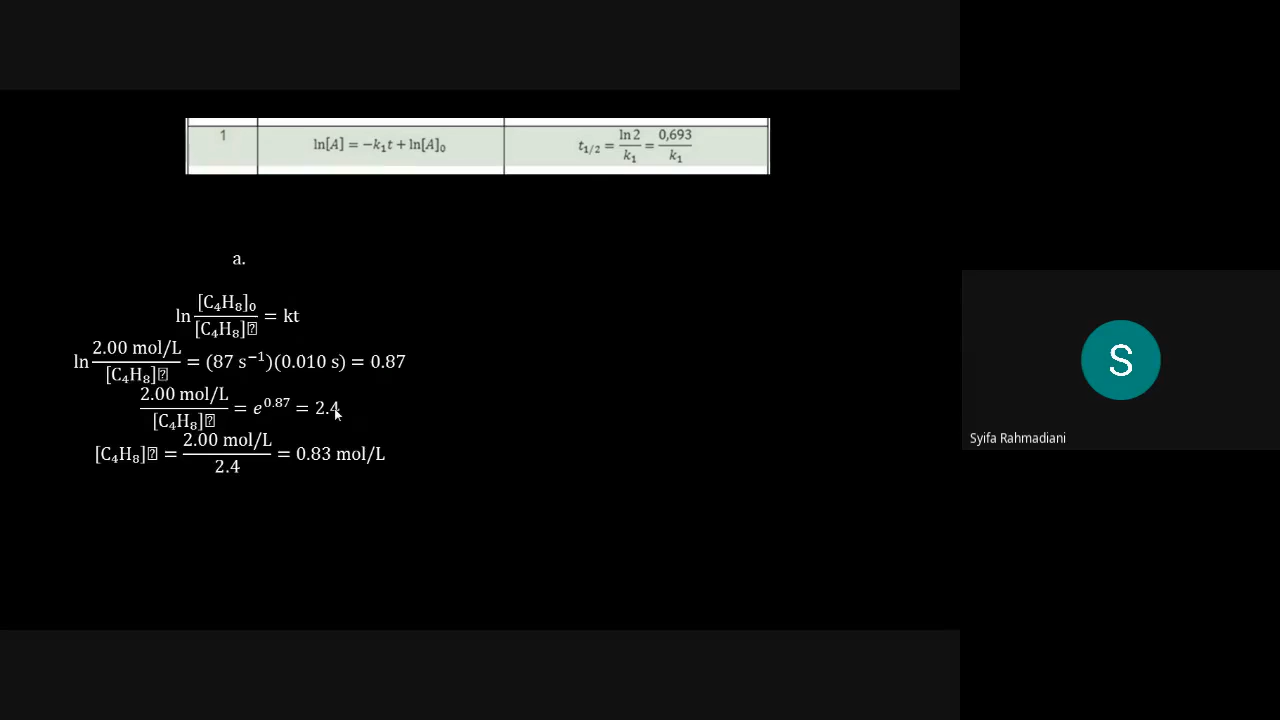 1 ln[A] = −k₁t + ln[A]₀ t₁/₂ = ln 2/k₁ = 0,693/k₁
a.
ln [C₄H₈]₀/[C₄H₈]⍰ = kt
ln 2.00 mol/L/[C₄H₈]⍰ = (87 s⁻¹)(0.010 s) = 0.87
2.00 mol/L/[C₄H₈]⍰ = e^0.87 = 2.4
[C₄H₈]⍰ = 2.00 mol/L/2.4 = 0.83 mol/L
S
Syifa Rahmadiani